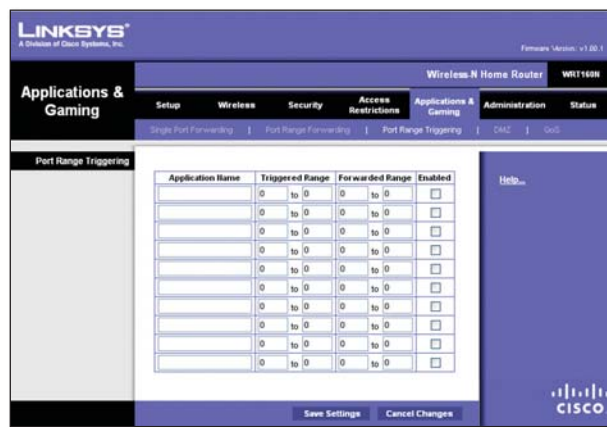 LINKSYS®
A Division of Cisco Systems, Inc.
Firmware Version: v1.00.1
Wireless-N Home Router WRT160N
Applications & Gaming
Setup Wireless Security Access Restrictions Applications & Gaming Administration Status
Single Port Forwarding | Port Range Forwarding | Port Range Triggering | DMZ | QoS
Port Range Triggering
Application Name Triggered Range Forwarded Range Enabled
0 to 0 0 to 0
0 to 0 0 to 0
0 to 0 0 to 0
0 to 0 0 to 0
0 to 0 0 to 0
0 to 0 0 to 0
0 to 0 0 to 0
0 to 0 0 to 0
0 to 0 0 to 0
0 to 0 0 to 0
Help...
Save Settings Cancel Changes
CISCO